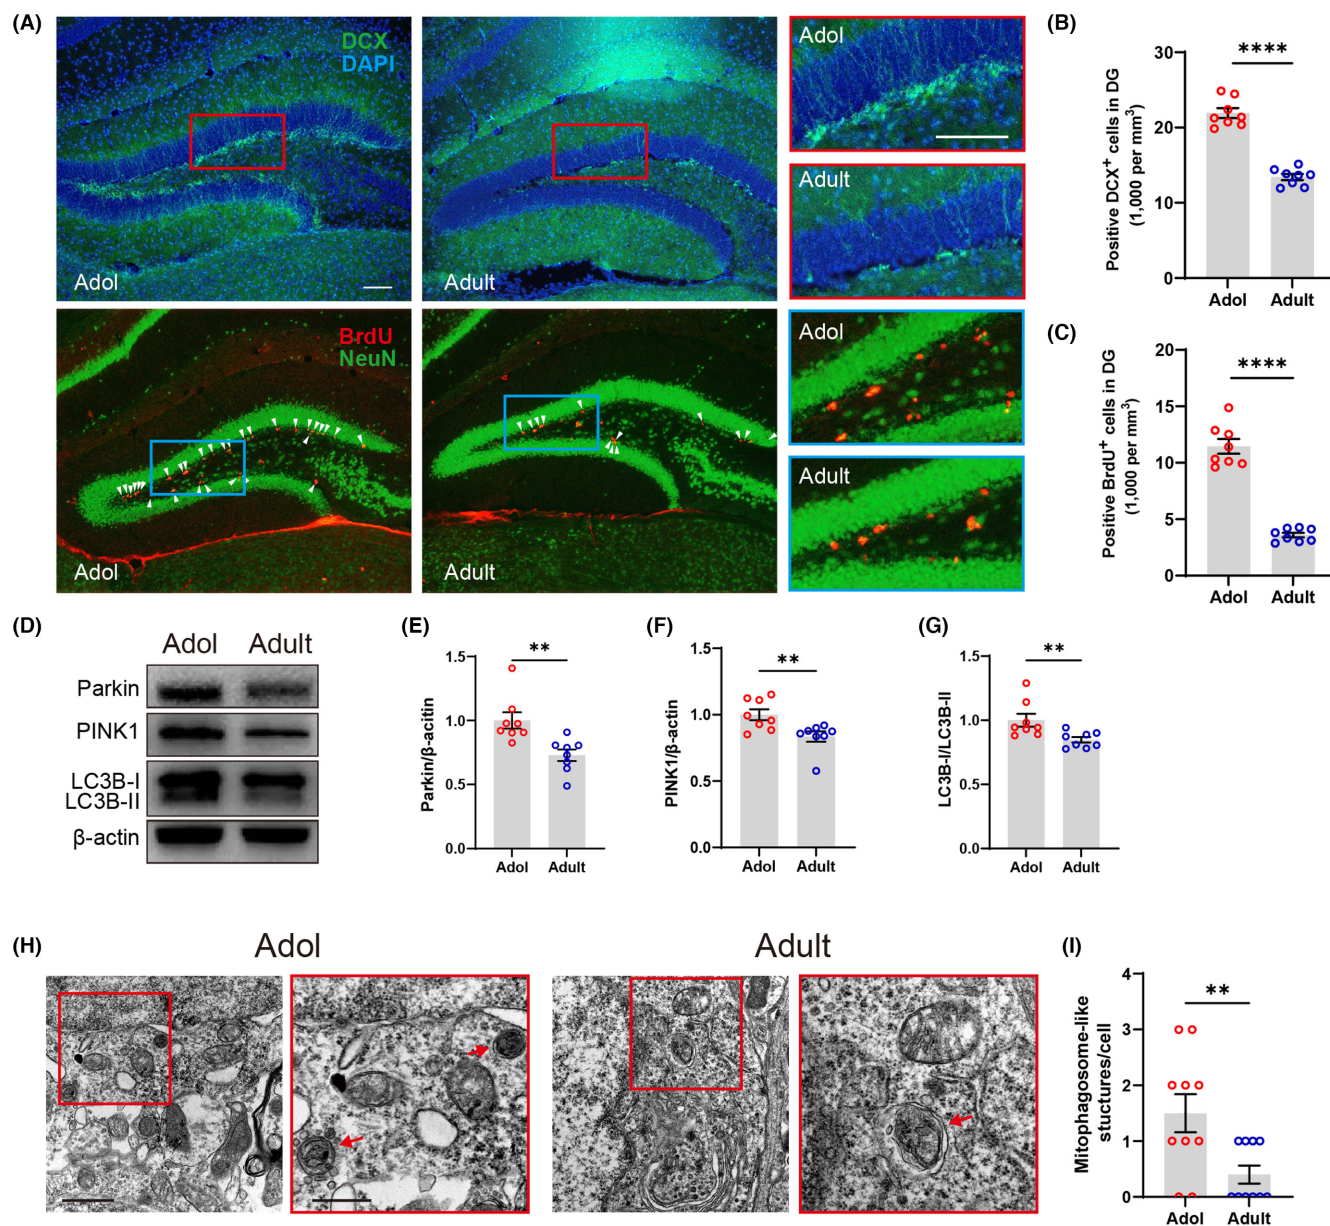 (A)
DCX
DAPI
Adol
Adult
Adol
Adult
BrdU
NeuN
Adol
Adult
Adol
Adult
(B)
Positive DCX+ cells in DG
(1,000 per mm3)
30
20
10
0
****
Adol
Adult
(C)
Positive BrdU+ cells in DG
(1,000 per mm3)
20
15
10
5
0
****
Adol
Adult
(D)
Adol
Adult
Parkin
PINK1
LC3B-I
LC3B-II
β-actin
(E)
Parkin/β-acitin
1.5
1.0
0.5
0.0
**
Adol
Adult
(F)
PINK1/β-actin
1.5
1.0
0.5
0.0
**
Adol
Adult
(G)
LC3B-I/LC3B-II
1.5
1.0
0.5
0.0
**
Adol
Adult
(H)
Adol
Adult
(I)
Mitophagosome-like
stuctures/cell
4
3
2
1
0
**
Adol
Adult